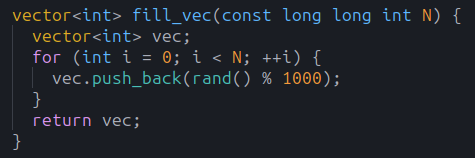 vector<int> fill_vec(const long long int N) {
  vector<int> vec;
  for (int i = 0; i < N; ++i) {
    vec.push_back(rand() % 1000);
  }
  return vec;
}